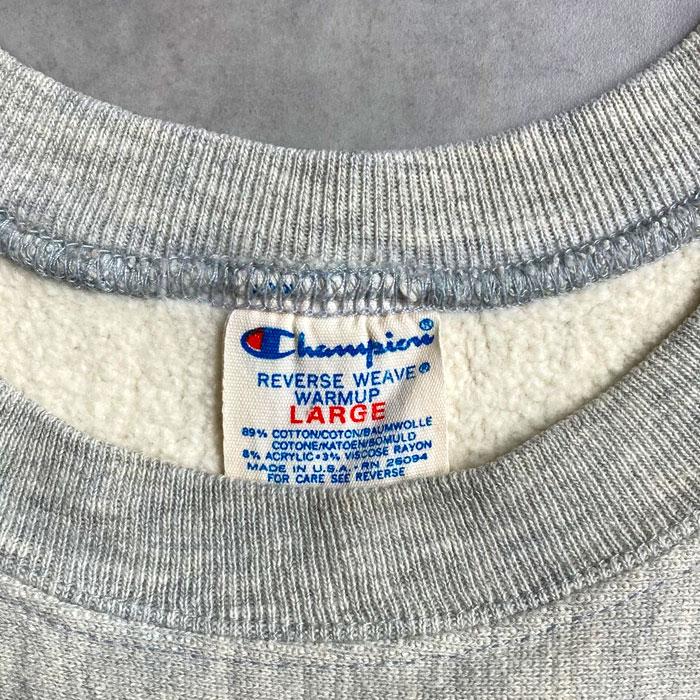 Champion®
REVERSE WEAVE®
WARMUP
LARGE
89% COTTON/COTON/BAUMWOLLE
COTONE/KATOEN/BOMULD
8% ACRYLIC • 3% VISCOSE RAYON
MADE IN U.S.A. - RN 26094
FOR CARE SEE REVERSE